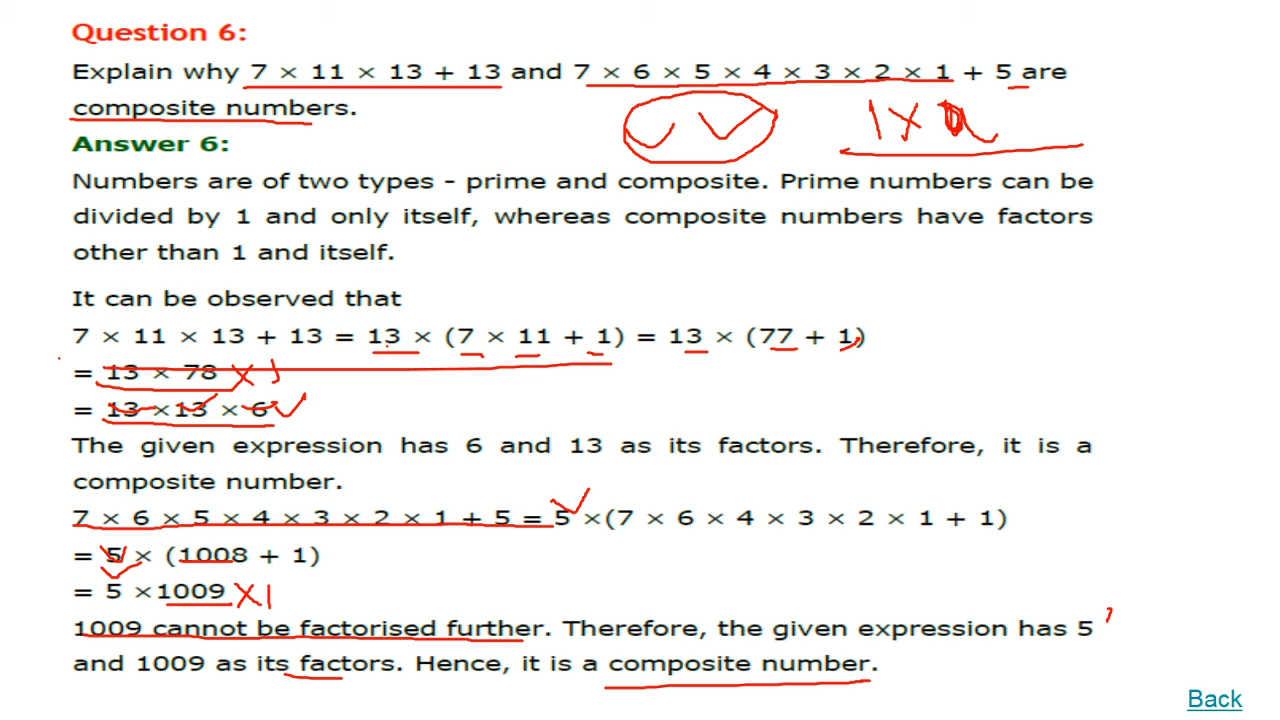 Question 6:
Explain why 7 × 11 × 13 + 13 and 7 × 6 × 5 × 4 × 3 × 2 × 1 + 5 are
composite numbers.
1 ×
Answer 6:
Numbers are of two types - prime and composite. Prime numbers can be
divided by 1 and only itself, whereas composite numbers have factors
other than 1 and itself.
It can be observed that
7 × 11 × 13 + 13 = 13 × (7 × 11 + 1) = 13 × (77 + 1)
= 13 × 78 × 1
= 13 ×13 × 6
The given expression has 6 and 13 as its factors. Therefore, it is a
composite number.
7 × 6 × 5 × 4 × 3 × 2 × 1 + 5 = 5 ×(7 × 6 × 4 × 3 × 2 × 1 + 1)
= 5 × (1008 + 1)
= 5 ×1009 × 1
1009 cannot be factorised further. Therefore, the given expression has 5
and 1009 as its factors. Hence, it is a composite number.
Back